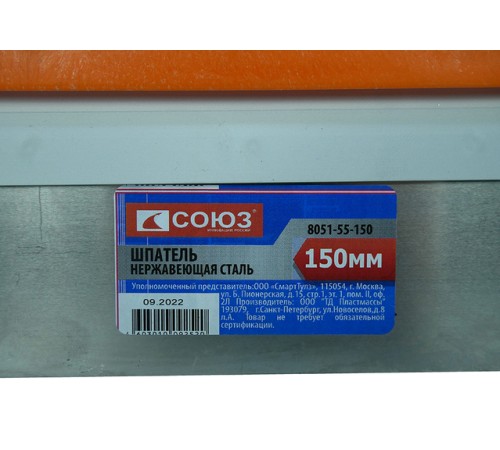 СОЮЗ®
8051-55-150
ШПАТЕЛЬ
НЕРЖАВЕЮЩАЯ СТАЛЬ
150мм
Уполномоченный представитель:ООО «СмартТулз», 115054, г. Москва,
ул. Б. Пионерская, д.15, стр.1, эт. 1, пом. II, оф.
2Л Производитель: ООО "ТД Пластмассы"
193079, г.Санкт-Петербург, ул.Новоселов,д.8
л.А. Товар не требует обязательной
сертификации.
09.2022